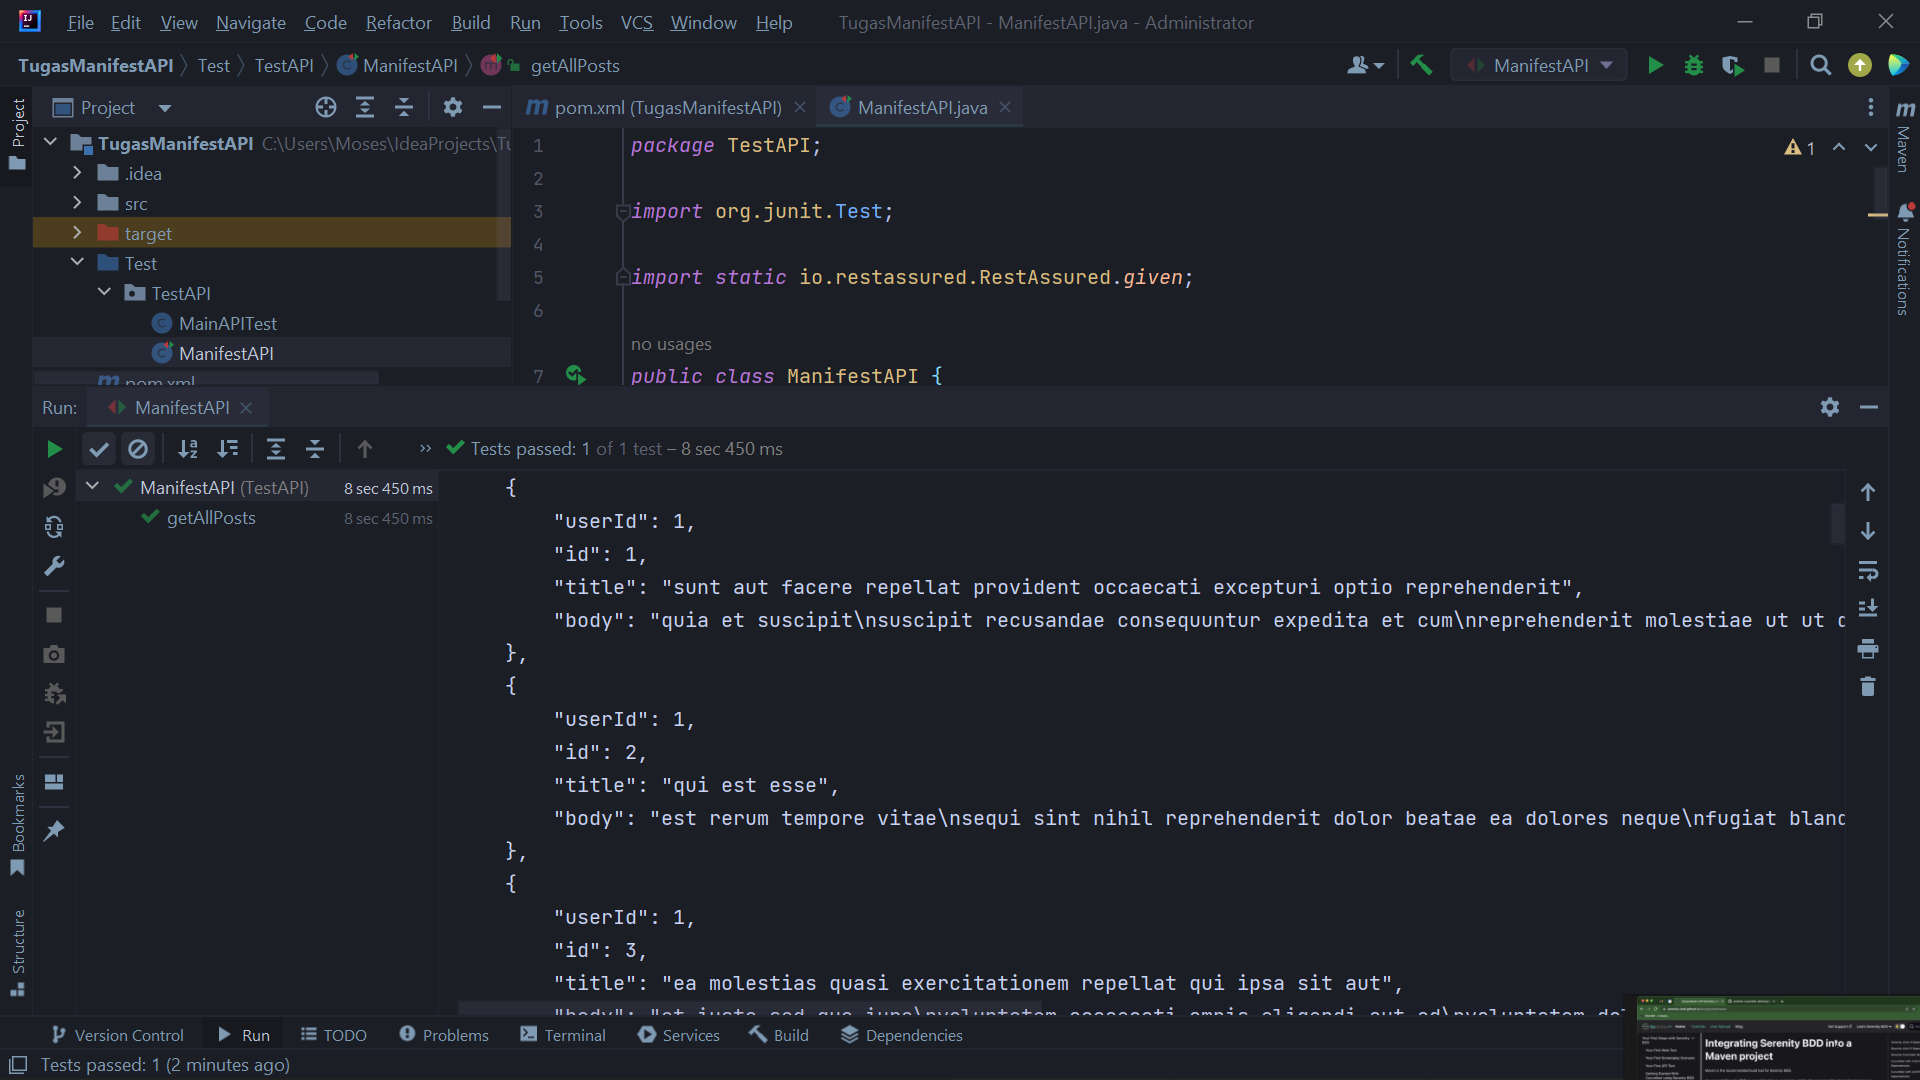 File Edit View Navigate Code Refactor Build Run Tools VCS Window Help TugasManifestAPI - ManifestAPI.java - Administrator
TugasManifestAPI Test TestAPI ManifestAPI getAllPosts ManifestAPI
Project
Project
pom.xml (TugasManifestAPI) ManifestAPI.java
Maven
Notifications
TugasManifestAPI C:\Users\Moses\IdeaProjects\Tu
.idea
src
target
Test
TestAPI
MainAPITest
ManifestAPI
pom.xml
1 package TestAPI;
1
2
3 import org.junit.Test;
4
5 import static io.restassured.RestAssured.given;
6
no usages
7 public class ManifestAPI {
Run: ManifestAPI
Tests passed: 1 of 1 test – 8 sec 450 ms
ManifestAPI (TestAPI) 8 sec 450 ms
getAllPosts 8 sec 450 ms
{
"userId": 1,
"id": 1,
"title": "sunt aut facere repellat provident occaecati excepturi optio reprehenderit",
"body": "quia et suscipit\nsuscipit recusandae consequuntur expedita et cum\nreprehenderit molestiae ut ut
},
{
"userId": 1,
"id": 2,
"title": "qui est esse",
"body": "est rerum tempore vitae\nsequi sint nihil reprehenderit dolor beatae ea dolores neque\nfugiat blanc
},
{
"userId": 1,
"id": 3,
"title": "ea molestias quasi exercitationem repellat qui ipsa sit aut",
Bookmarks
Structure
Version Control Run TODO Problems Terminal Services Build Dependencies
Tests passed: 1 (2 minutes ago)
Integrating Serenity BDD into a
Maven project